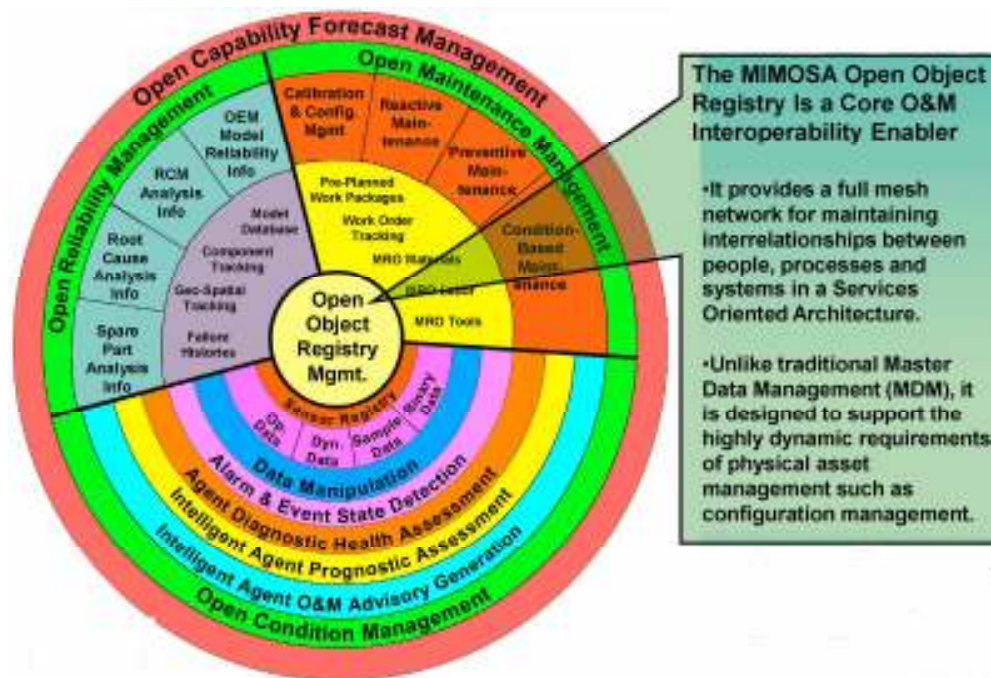 Open Capability Forecast Management
Open Reliability Management
Open Maintenance Management
OEM
Model
Reliability
Info
RCM
Analysis
Info
Root
Cause
Analysis
Info
Spare
Part
Analysis
Info
Model
Database
Component
Tracking
Geo-Spatial
Tracking
Failure
Histories
Calibration
& Config.
Mgmt
Reactive
Main-
tenance
Preventive
Main-
tenance
Condition-
Based
Maint-
enance
Pre-Planned
Work Packages
Work Order
Tracking
MRO Materials
MRO Labor
MRO Tools
Open
Object
Registry
Mgmt.
Sensor Registry
Op.
Data
Dyn.
Data
Sample
Data
Binary
Data
Data Manipulation
Alarm & Event State Detection
Agent Diagnostic Health Assessment
Intelligent Agent Prognostic Assessment
Intelligent Agent O&M Advisory Generation
Open Condition Management
The MIMOSA Open Object
Registry Is a Core O&M
Interoperability Enabler
•It provides a full mesh
network for maintaining
interrelationships between
people, processes and
systems in a Services
Oriented Architecture.
•Unlike traditional Master
Data Management (MDM), it
is designed to support the
highly dynamic requirements
of physical asset
management such as
configuration management.